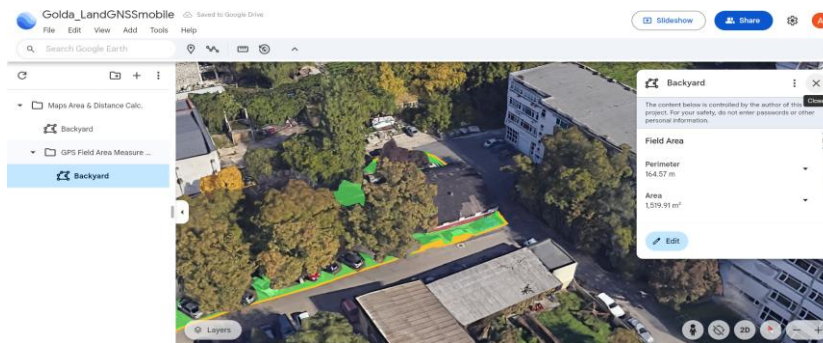 Golda_LandGNSSmobile
Saved to Google Drive
File Edit View Add Tools Help
Slideshow
Share
A
Search Google Earth
Maps Area & Distance Calc.
Backyard
GPS Field Area Measure ...
Backyard
Backyard
Close
The content below is controlled by the author of this
project. For your safety, do not enter passwords or other
personal information.
Field Area
Perimeter
164.57 m
Area
1,519.91 m²
Edit
Layers
2D